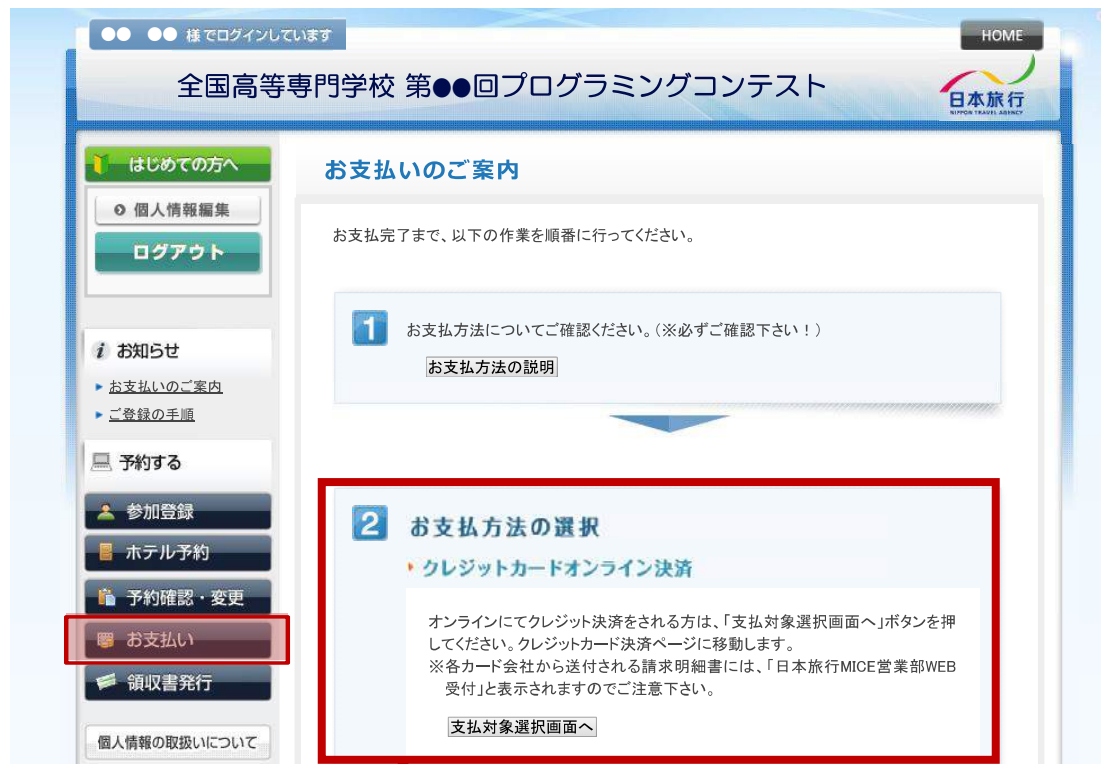 ●● ●● 様でログインしています
HOME
全国高等専門学校 第●●回プログラミングコンテスト
日本旅行
NIPPON TRAVEL AGENCY
はじめての方へ
個人情報編集
ログアウト
i お知らせ
お支払いのご案内
ご登録の手順
予約する
参加登録
ホテル予約
予約確認・変更
お支払い
領収書発行
個人情報の取扱いについて
お支払いのご案内
お支払完了まで、以下の作業を順番に行ってください。
1 お支払方法についてご確認ください。(※必ずご確認下さい！)
お支払方法の説明
2 お支払方法の選択
クレジットカードオンライン決済
オンラインにてクレジット決済をされる方は、「支払対象選択画面へ」ボタンを押
してください。クレジットカード決済ページに移動します。
※各カード会社から送付される請求明細書には、「日本旅行MICE営業部WEB
受付」と表示されますのでご注意下さい。
支払対象選択画面へ